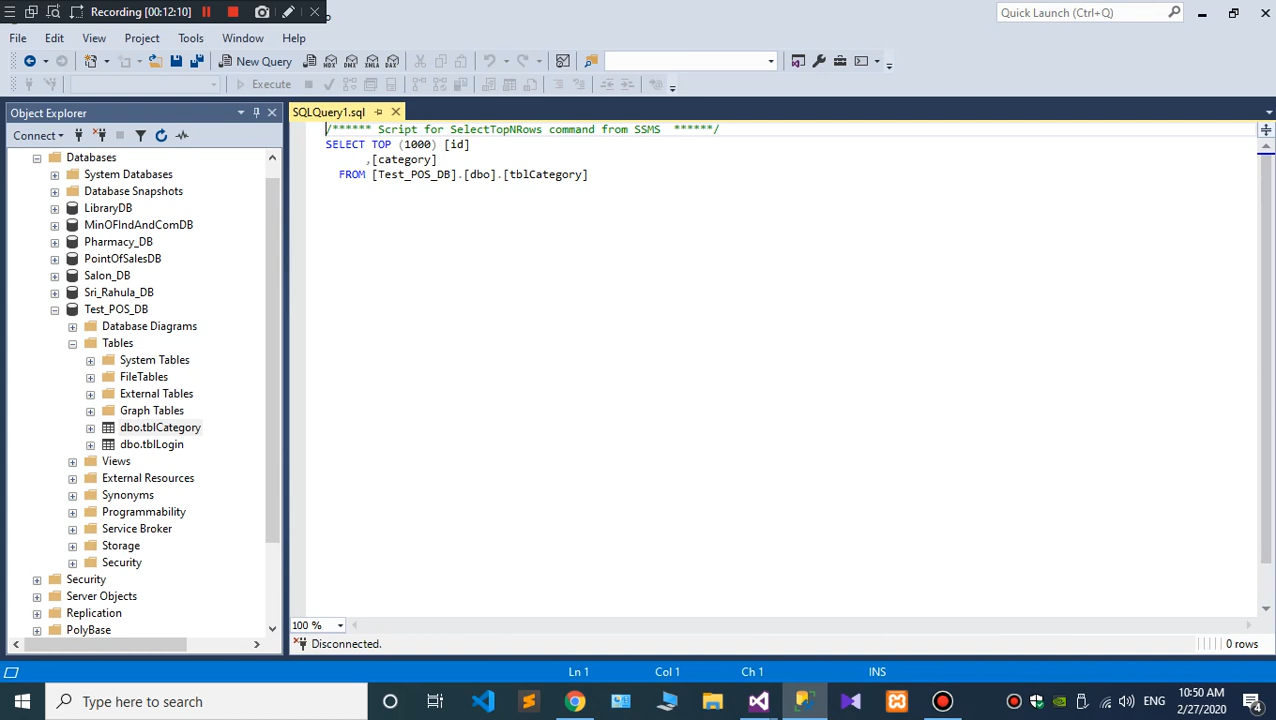 Recording [00:12:10]
Quick Launch (Ctrl+Q)
File Edit View Project Tools Window Help
New Query
MDX DMX XMLA DAX
Execute
Object Explorer
SQLQuery1.sql
Connect
/****** Script for SelectTopNRows command from SSMS  ******/
SELECT TOP (1000) [id]
,[category]
FROM [Test_POS_DB].[dbo].[tblCategory]
Databases
System Databases
Database Snapshots
LibraryDB
MinOfIndAndComDB
Pharmacy_DB
PointOfSalesDB
Salon_DB
Sri_Rahula_DB
Test_POS_DB
Database Diagrams
Tables
System Tables
FileTables
External Tables
Graph Tables
dbo.tblCategory
dbo.tblLogin
Views
External Resources
Synonyms
Programmability
Service Broker
Storage
Security
Security
Server Objects
Replication
PolyBase
100 %
Disconnected.
0 rows
Ln 1 Col 1 Ch 1 INS
Type here to search
ENG
10:50 AM
2/27/2020
4